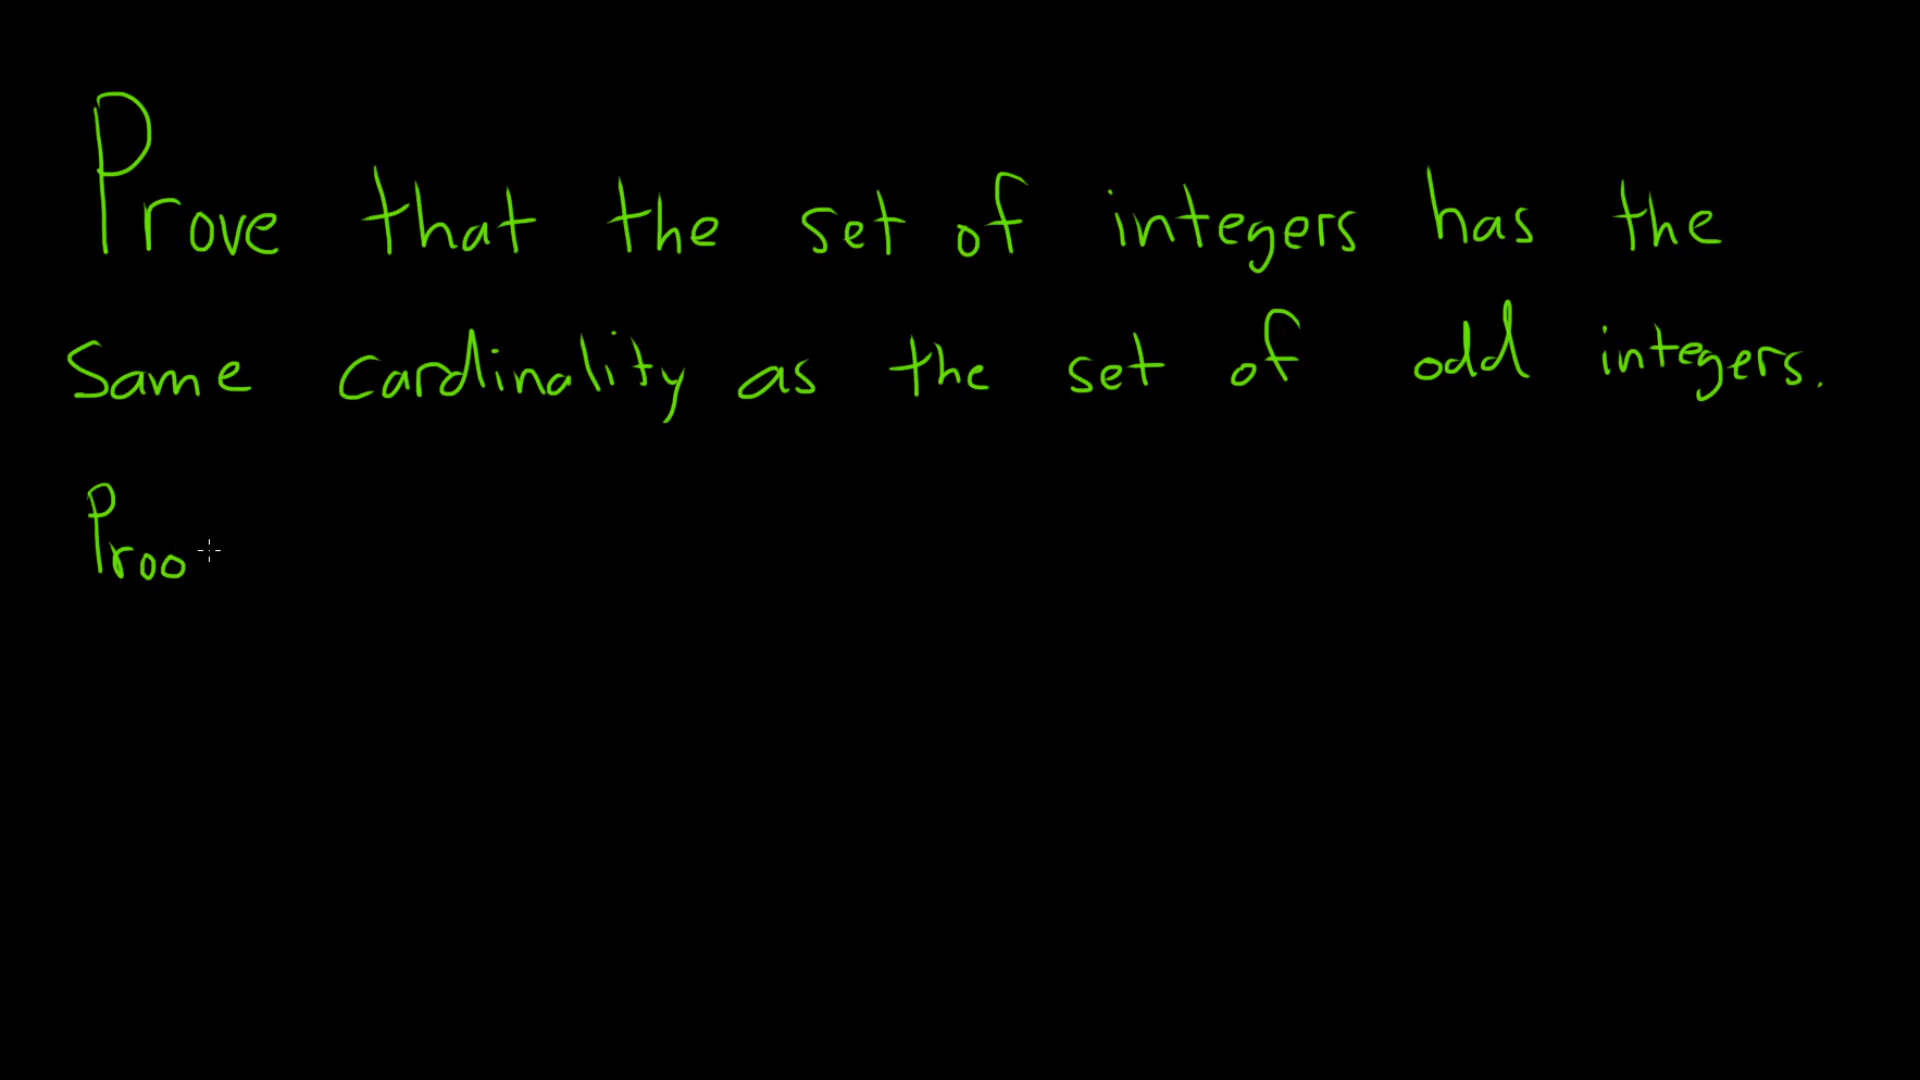 Prove that the set of integers has the
Same cardinality as the set of odd integers.
Proo